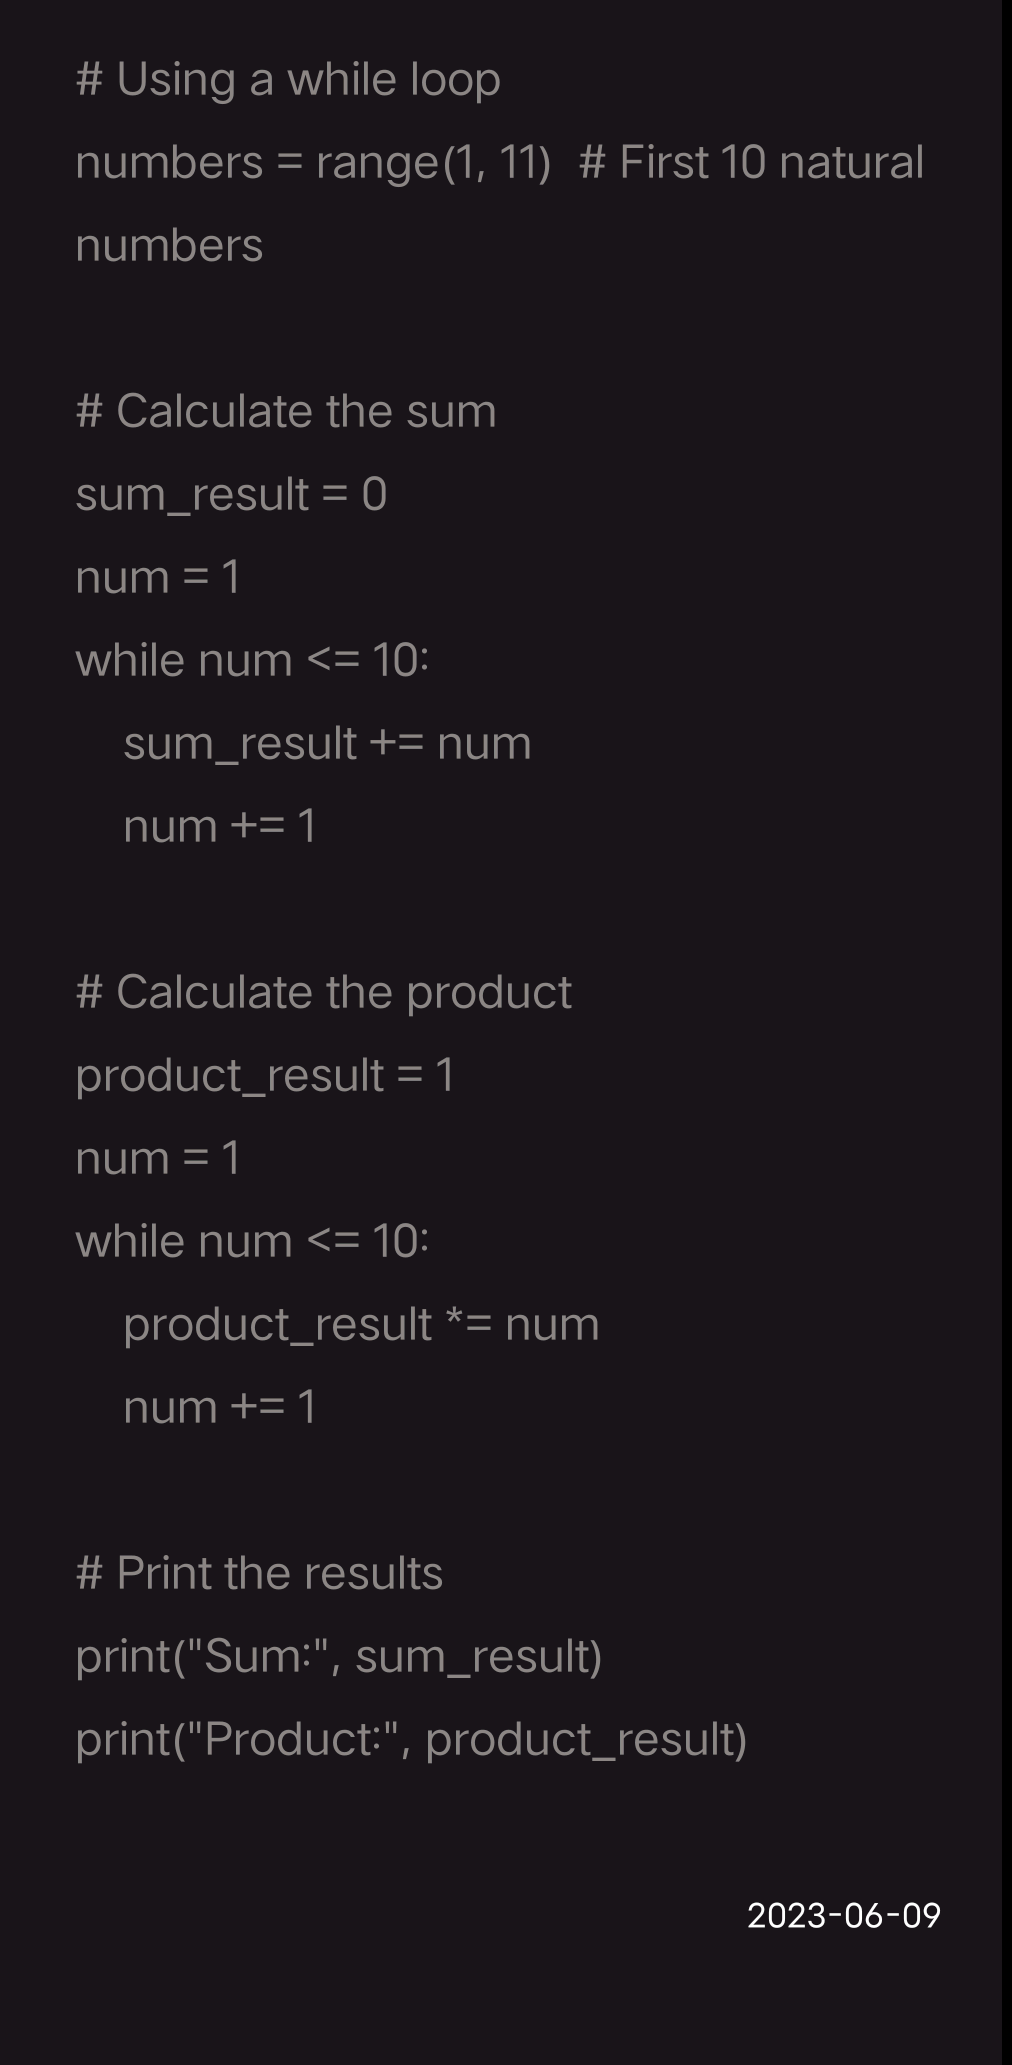 # Using a while loop
numbers = range(1, 11)  # First 10 natural
numbers
# Calculate the sum
sum_result = 0
num = 1
while num <= 10:
    sum_result += num
    num += 1
# Calculate the product
product_result = 1
num = 1
while num <= 10:
    product_result *= num
    num += 1
# Print the results
print("Sum:", sum_result)
print("Product:", product_result)
2023-06-09